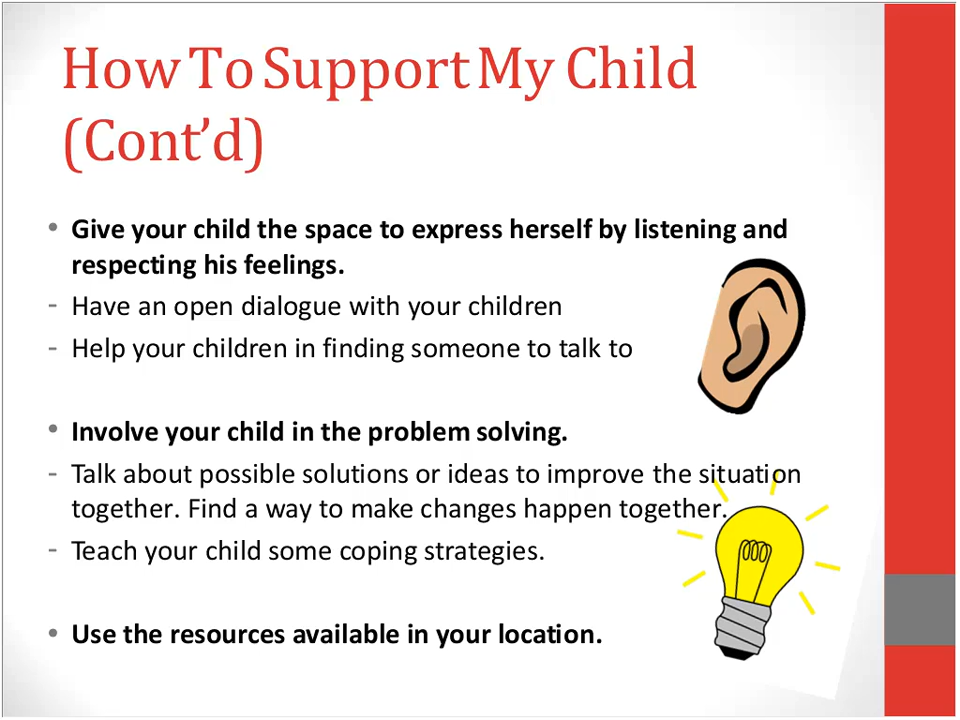 How To Support My Child
(Cont’d)
• Give your child the space to express herself by listening and
respecting his feelings.
- Have an open dialogue with your children
- Help your children in finding someone to talk to
• Involve your child in the problem solving.
- Talk about possible solutions or ideas to improve the situation
together. Find a way to make changes happen together.
- Teach your child some coping strategies.
• Use the resources available in your location.